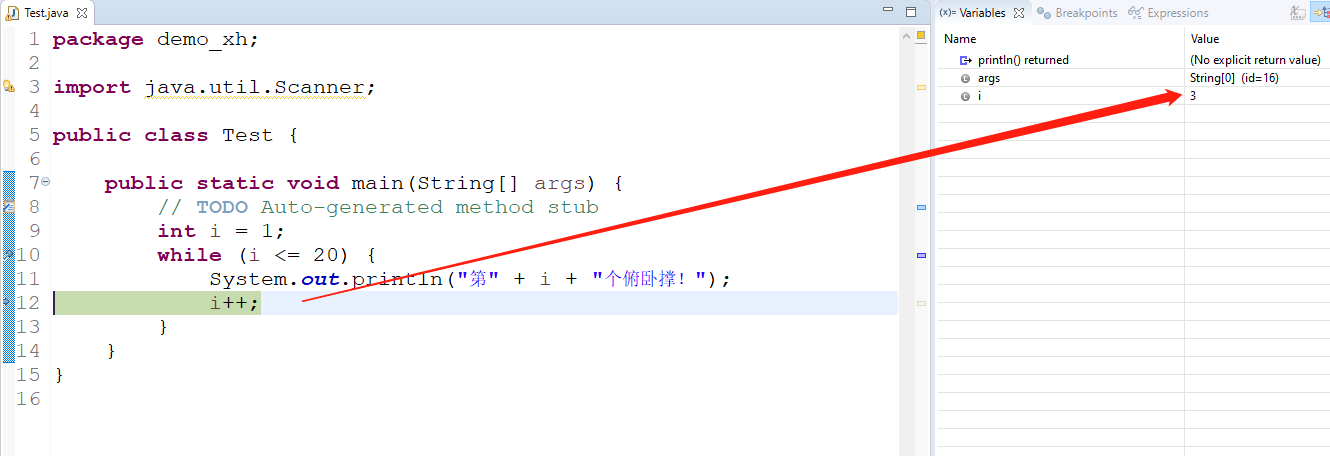 Test.java
1 package demo_xh;
2
3 import java.util.Scanner;
4
5 public class Test {
6
7 public static void main(String[] args) {
8 // TODO Auto-generated method stub
9 int i = 1;
10 while (i <= 20) {
11 System.out.println("第" + i + "个俯卧撑！");
12 i++;
13 }
14 }
15 }
16
(x)= Variables Breakpoints Expressions
Name Value
println() returned (No explicit return value)
args String[0] (id=16)
i 3